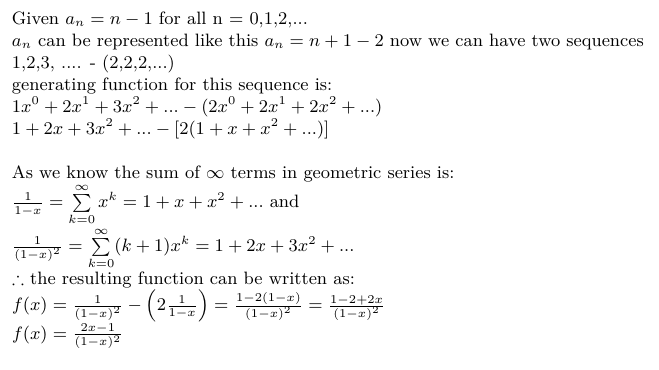 Given $a_n = n - 1$ for all n = 0,1,2,...
$a_n$ can be represented like this $a_n = n + 1 - 2$ now we can have two sequences
1,2,3, .... - (2,2,2,...)
generating function for this sequence is:
$1x^0 + 2x^1 + 3x^2 + ... - (2x^0 + 2x^1 + 2x^2 + ...)$
$1 + 2x + 3x^2 + ... - [2(1 + x + x^2 + ...)]$
As we know the sum of $\infty$ terms in geometric series is:
$\frac{1}{1-x} = \sum\limits_{k=0}^{\infty} x^k = 1 + x + x^2 + ...$ and
$\frac{1}{(1-x)^2} = \sum\limits_{k=0}^{\infty} (k+1)x^k = 1 + 2x + 3x^2 + ...$
$\therefore$ the resulting function can be written as:
$f(x) = \frac{1}{(1-x)^2} - \left(2\frac{1}{1-x}\right) = \frac{1-2(1-x)}{(1-x)^2} = \frac{1-2+2x}{(1-x)^2}$
$f(x) = \frac{2x-1}{(1-x)^2}$